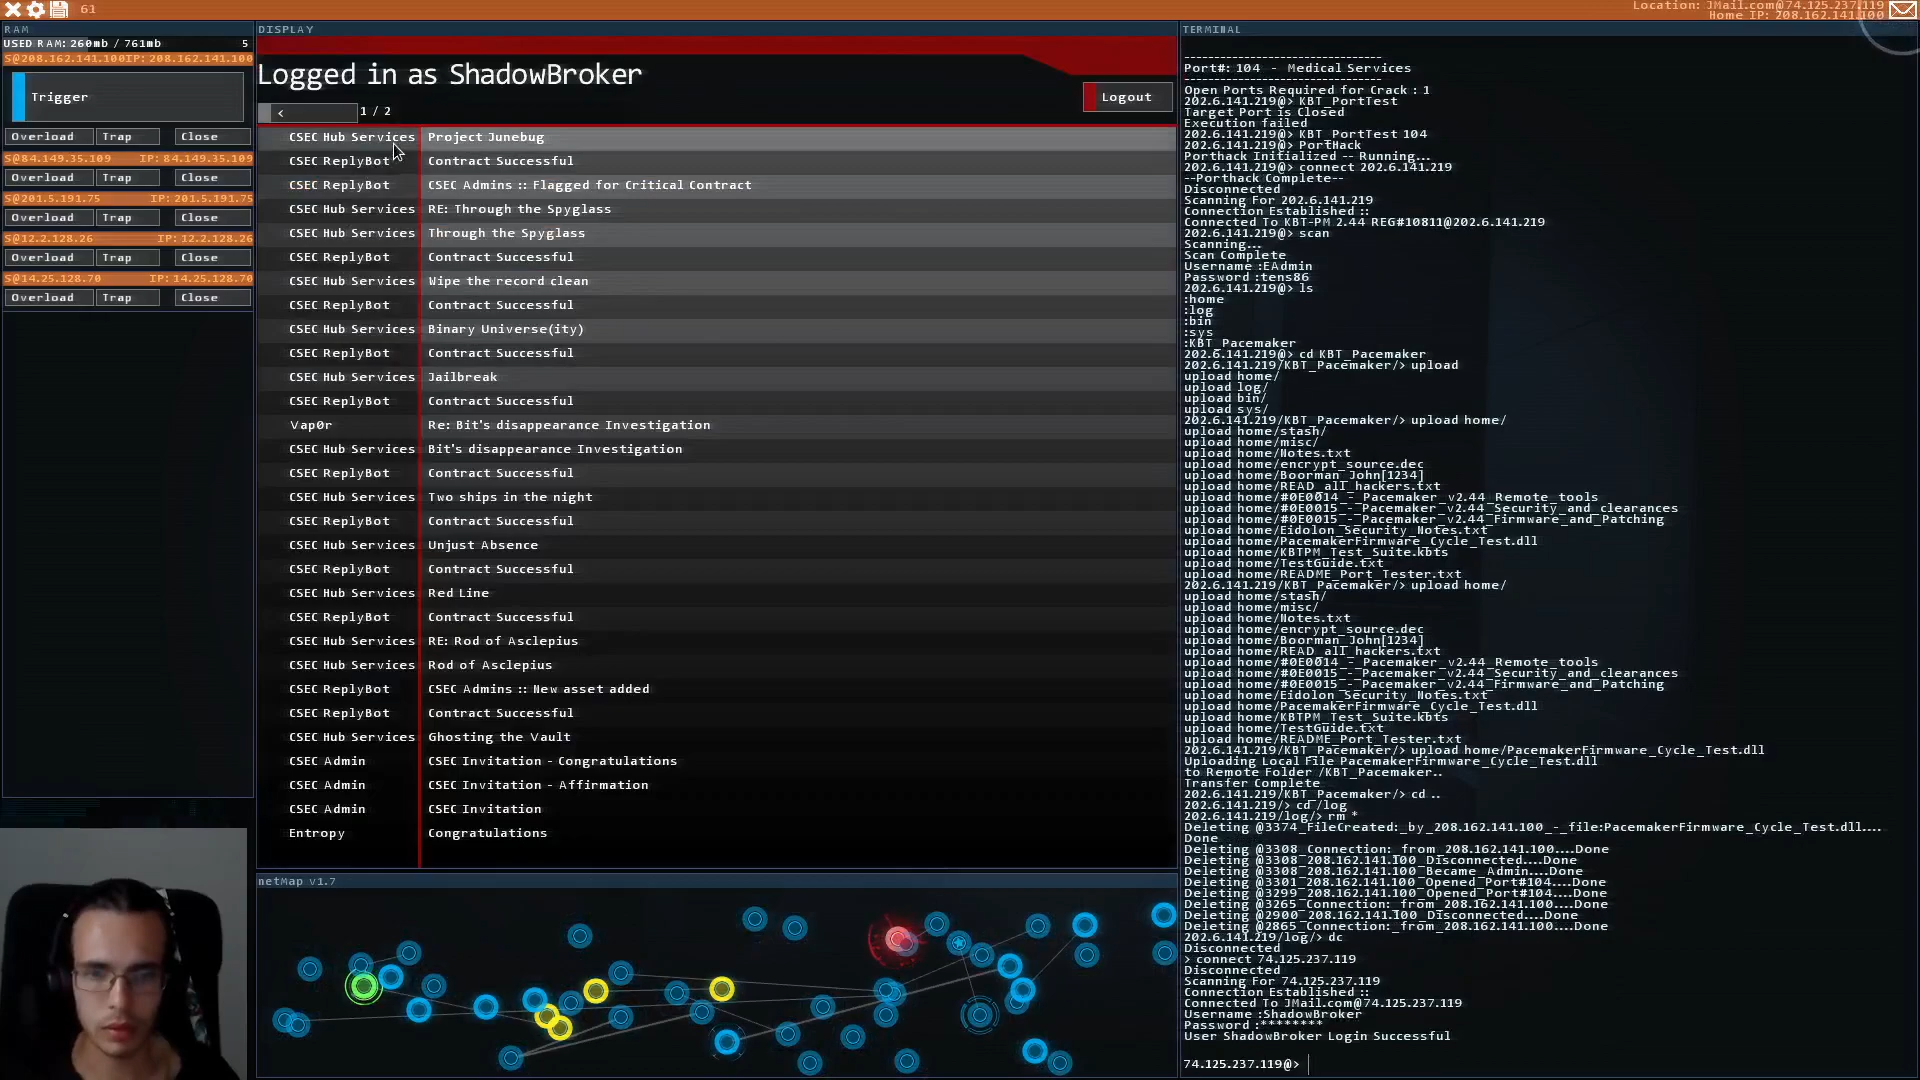 61
Location: JMail.com@74.125.237.119
Home IP: 208.162.141.100
RAM
USED RAM: 260mb / 761mb 5
S@208.162.141.100IP: 208.162.141.100
Trigger
Overload Trap Close
S@84.149.35.109 IP: 84.149.35.109
Overload Trap Close
S@201.5.191.75 IP: 201.5.191.75
Overload Trap Close
S@12.2.128.26 IP: 12.2.128.26
Overload Trap Close
S@14.25.128.70 IP: 14.25.128.70
Overload Trap Close
DISPLAY
Logged in as ShadowBroker
Logout
< 1 / 2
CSEC Hub Services Project Junebug
CSEC ReplyBot Contract Successful
CSEC ReplyBot CSEC Admins :: Flagged for Critical Contract
CSEC Hub Services RE: Through the Spyglass
CSEC Hub Services Through the Spyglass
CSEC ReplyBot Contract Successful
CSEC Hub Services Wipe the record clean
CSEC ReplyBot Contract Successful
CSEC Hub Services Binary Universe(ity)
CSEC ReplyBot Contract Successful
CSEC Hub Services Jailbreak
CSEC ReplyBot Contract Successful
Vap0r Re: Bit's disappearance Investigation
CSEC Hub Services Bit's disappearance Investigation
CSEC ReplyBot Contract Successful
CSEC Hub Services Two ships in the night
CSEC ReplyBot Contract Successful
CSEC Hub Services Unjust Absence
CSEC ReplyBot Contract Successful
CSEC Hub Services Red Line
CSEC ReplyBot Contract Successful
CSEC Hub Services RE: Rod of Asclepius
CSEC Hub Services Rod of Asclepius
CSEC ReplyBot CSEC Admins :: New asset added
CSEC ReplyBot Contract Successful
CSEC Hub Services Ghosting the Vault
CSEC Admin CSEC Invitation - Congratulations
CSEC Admin CSEC Invitation - Affirmation
CSEC Admin CSEC Invitation
Entropy Congratulations
netMap v1.7
TERMINAL
---------------------------------
Port#: 104 - Medical Services
---------------------------------
Open Ports Required for Crack : 1
202.6.141.219@> KBT_PortTest
Target Port is Closed
Execution failed
202.6.141.219@> KBT_PortTest 104
202.6.141.219@> PortHack
Porthack Initialized -- Running...
202.6.141.219@> connect 202.6.141.219
--Porthack Complete--
Disconnected
Scanning For 202.6.141.219
Connection Established ::
Connected To KBT-PM 2.44 REG#10811@202.6.141.219
202.6.141.219@> scan
Scanning...
Scan Complete
Username :EAdmin
Password :tens86
202.6.141.219@> ls
:home
:log
:bin
:sys
:KBT_Pacemaker
202.6.141.219@> cd KBT_Pacemaker
202.6.141.219/KBT_Pacemaker/> upload
upload home/
upload log/
upload bin/
upload sys/
202.6.141.219/KBT_Pacemaker/> upload home/
upload home/stash/
upload home/misc/
upload home/Notes.txt
upload home/encrypt_source.dec
upload home/Boorman_John[1234]
upload home/READ_all_hackers.txt
upload home/#0E0014_-_Pacemaker_v2.44_Remote_tools
upload home/#0E0015_-_Pacemaker_v2.44_Security_and_clearances
upload home/#0E0015_-_Pacemaker_v2.44_Firmware_and_Patching
upload home/Eidolon_Security_Notes.txt
upload home/PacemakerFirmware_Cycle_Test.dll
upload home/KBTPM_Test_Suite.kbts
upload home/TestGuide.txt
upload home/README_Port_Tester.txt
202.6.141.219/KBT_Pacemaker/> upload home/
upload home/stash/
upload home/misc/
upload home/Notes.txt
upload home/encrypt_source.dec
upload home/Boorman_John[1234]
upload home/READ_all_hackers.txt
upload home/#0E0014_-_Pacemaker_v2.44_Remote_tools
upload home/#0E0015_-_Pacemaker_v2.44_Security_and_clearances
upload home/#0E0015_-_Pacemaker_v2.44_Firmware_and_Patching
upload home/Eidolon_Security_Notes.txt
upload home/PacemakerFirmware_Cycle_Test.dll
upload home/KBTPM_Test_Suite.kbts
upload home/TestGuide.txt
upload home/README_Port_Tester.txt
202.6.141.219/KBT_Pacemaker/> upload home/PacemakerFirmware_Cycle_Test.dll
Uploading Local File PacemakerFirmware_Cycle_Test.dll
to Remote Folder /KBT_Pacemaker..
Transfer Complete
202.6.141.219/KBT_Pacemaker/> cd ..
202.6.141.219/> cd /log
202.6.141.219/log/> rm *
Deleting @3374_FileCreated:_by_208.162.141.100_-_file:PacemakerFirmware_Cycle_Test.dll....
Done
Deleting @3308_Connection:_from_208.162.141.100....Done
Deleting @3308_208.162.141.100_Disconnected....Done
Deleting @3308_208.162.141.100_Became_Admin....Done
Deleting @3301_208.162.141.100_Opened_Port#104....Done
Deleting @3299_208.162.141.100_Opened_Port#104....Done
Deleting @3265_Connection:_from_208.162.141.100....Done
Deleting @2900_208.162.141.100_Disconnected....Done
Deleting @2865_Connection:_from_208.162.141.100....Done
202.6.141.219/log/> dc
Disconnected
> connect 74.125.237.119
Disconnected
Scanning For 74.125.237.119
Connection Established ::
Connected To JMail.com@74.125.237.119
Username :ShadowBroker
Password :********
User ShadowBroker Login Successful
74.125.237.119@>